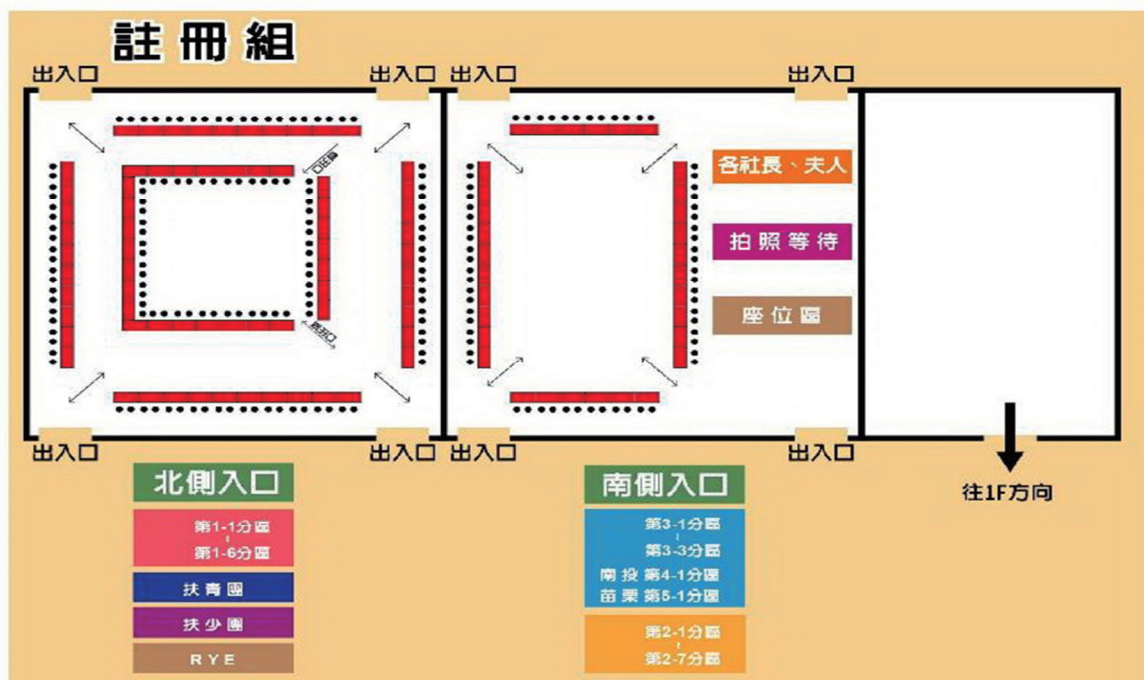 註冊組
出入口 出入口 出入口 出入口
各社長、夫人
拍照等待
座位區
出入口 出入口 出入口 出入口
往1F方向
北側入口
第1-1分區
~
第1-6分區
扶青團
扶少團
RYE
南側入口
第3-1分區
~
第3-3分區
南投 第4-1分區
苗栗 第5-1分區
第2-1分區
~
第2-7分區